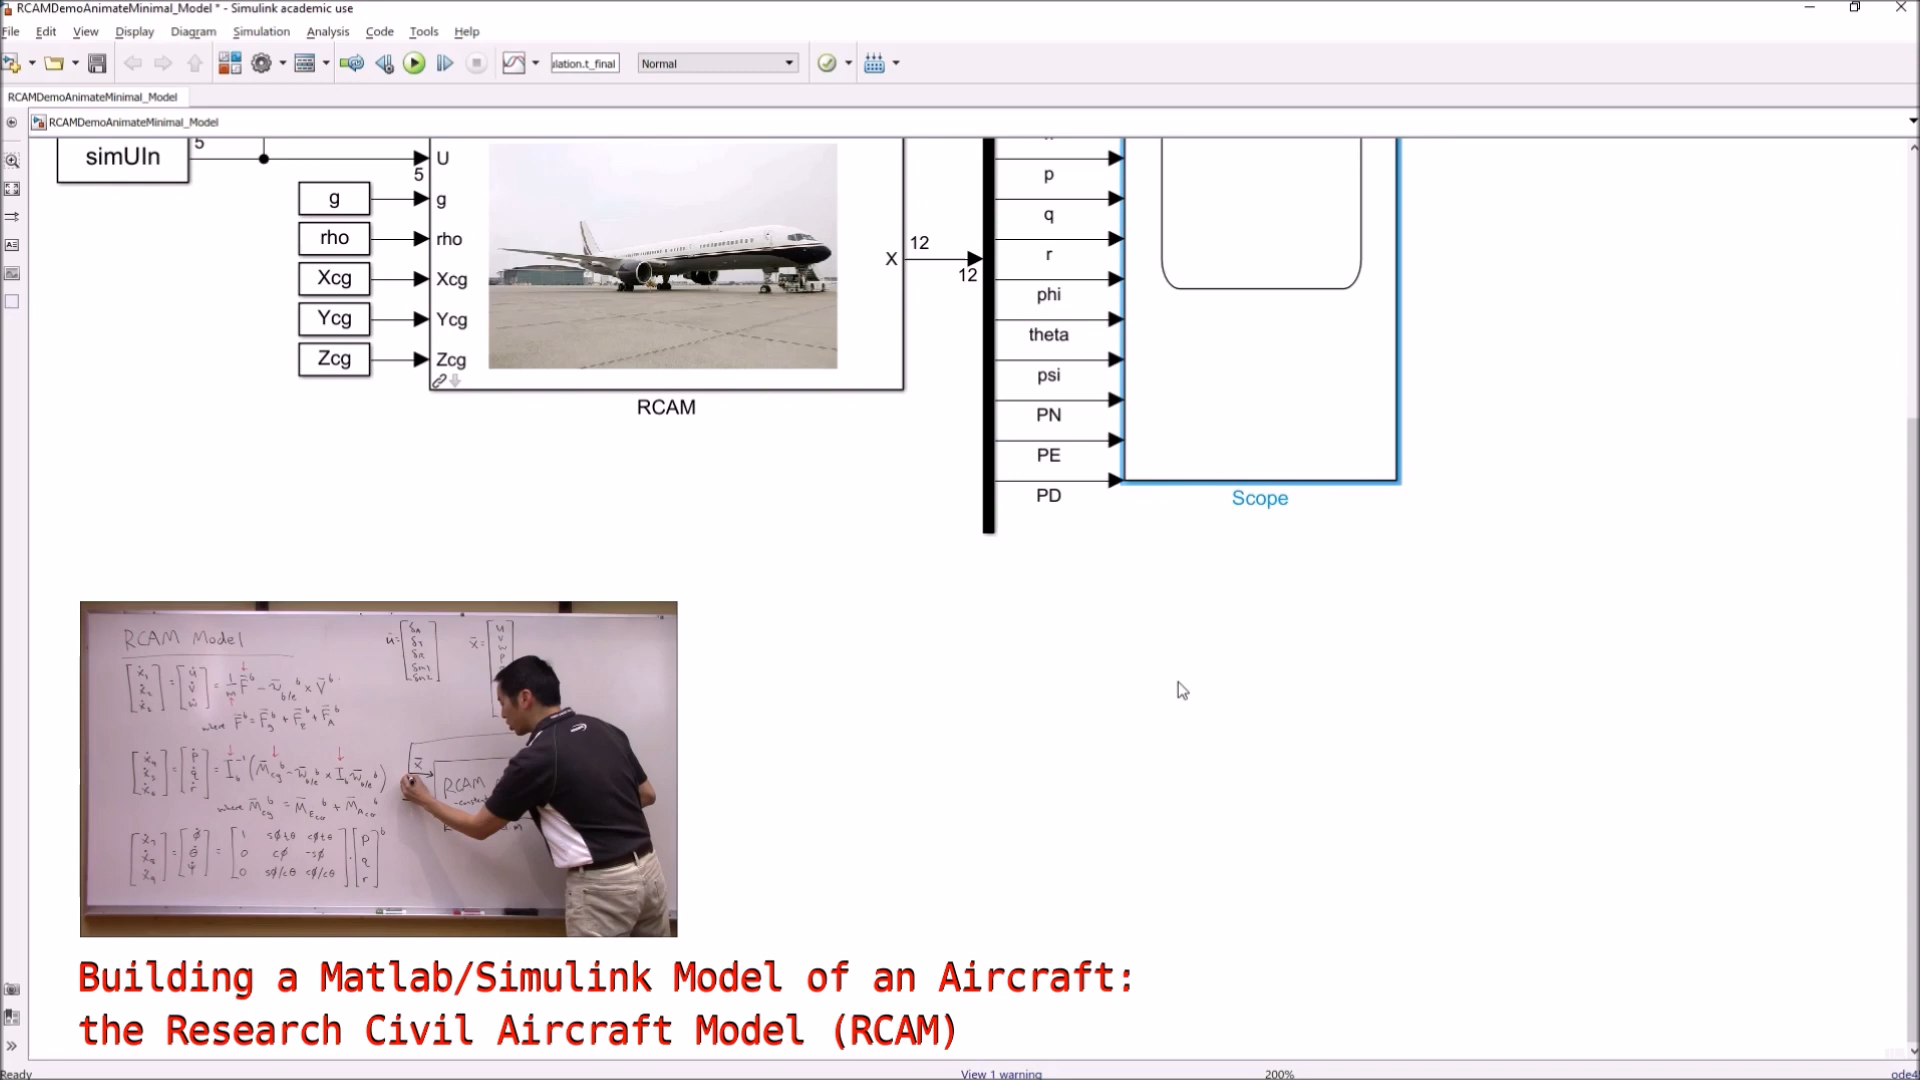 RCAMDemoAnimateMinimal_Model * - Simulink academic use
File Edit View Display Diagram Simulation Analysis Code Tools Help
ulation.t_final
Normal
RCAMDemoAnimateMinimal_Model
RCAMDemoAnimateMinimal_Model
simUIn
5
U
5
g
g
rho
rho
Xcg
Xcg
Ycg
Ycg
Zcg
Zcg
RCAM
X
12
12
p
q
r
phi
theta
psi
PN
PE
PD
Scope
RCAM Model
where
where
RCAM
Building a Matlab/Simulink Model of an Aircraft:
the Research Civil Aircraft Model (RCAM)
Ready
View 1 warning
200%
ode4